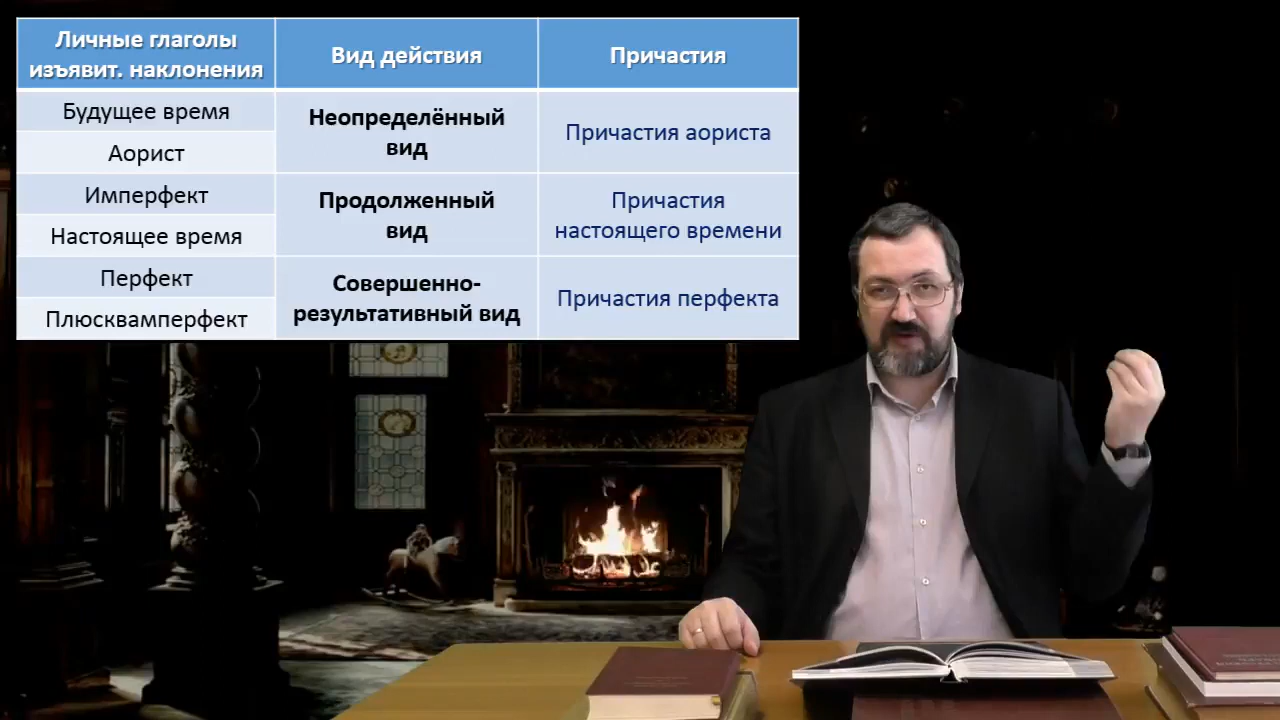 Личные глаголы
изъявит. наклонения
Вид действия
Причастия
Будущее время
Аорист
Неопределённый
вид
Причастия аориста
Имперфект
Настоящее время
Продолженный
вид
Причастия
настоящего времени
Перфект
Плюсквамперфект
Совершенно-
результативный вид
Причастия перфекта